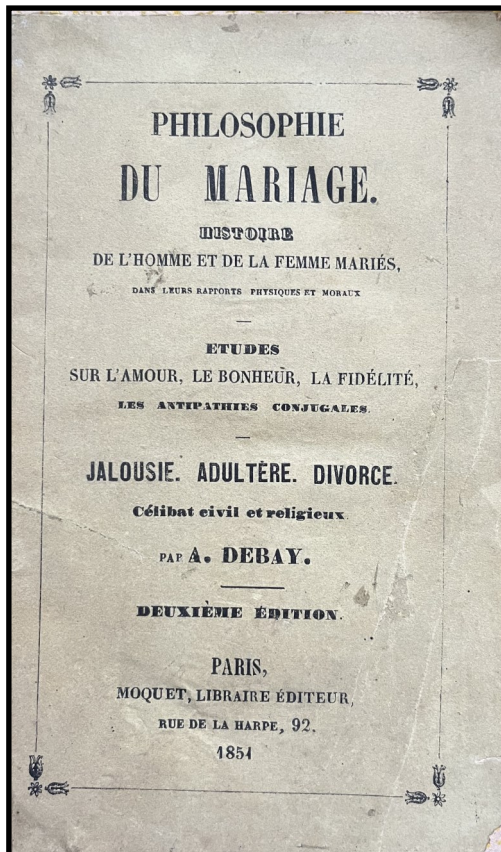 PHILOSOPHIE
DU MARIAGE.
HISTOIRE
DE L'HOMME ET DE LA FEMME MARIÉS,
DANS LEURS RAPPORTS PHYSIQUES ET MORAUX
ETUDES
SUR L'AMOUR, LE BONHEUR, LA FIDÉLITÉ,
LES ANTIPATHIES CONJUGALES.
JALOUSIE. ADULTÈRE. DIVORCE.
Célibat civil et religieux.
PAR A. DEBAY.
DEUXIÈME ÉDITION.
PARIS,
MOQUET, LIBRAIRE ÉDITEUR,
RUE DE LA HARPE, 92.
1851